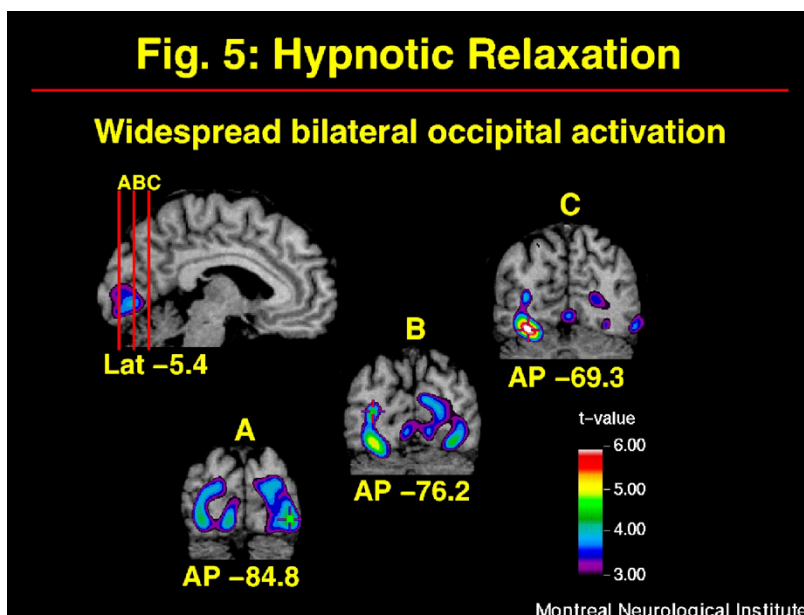 Fig. 5: Hypnotic Relaxation
Widespread bilateral occipital activation
ABC
Lat −5.4
C
AP −69.3
B
AP −76.2
A
AP −84.8
t-value
6.00
5.00
4.00
3.00
Montreal Neurological Institute